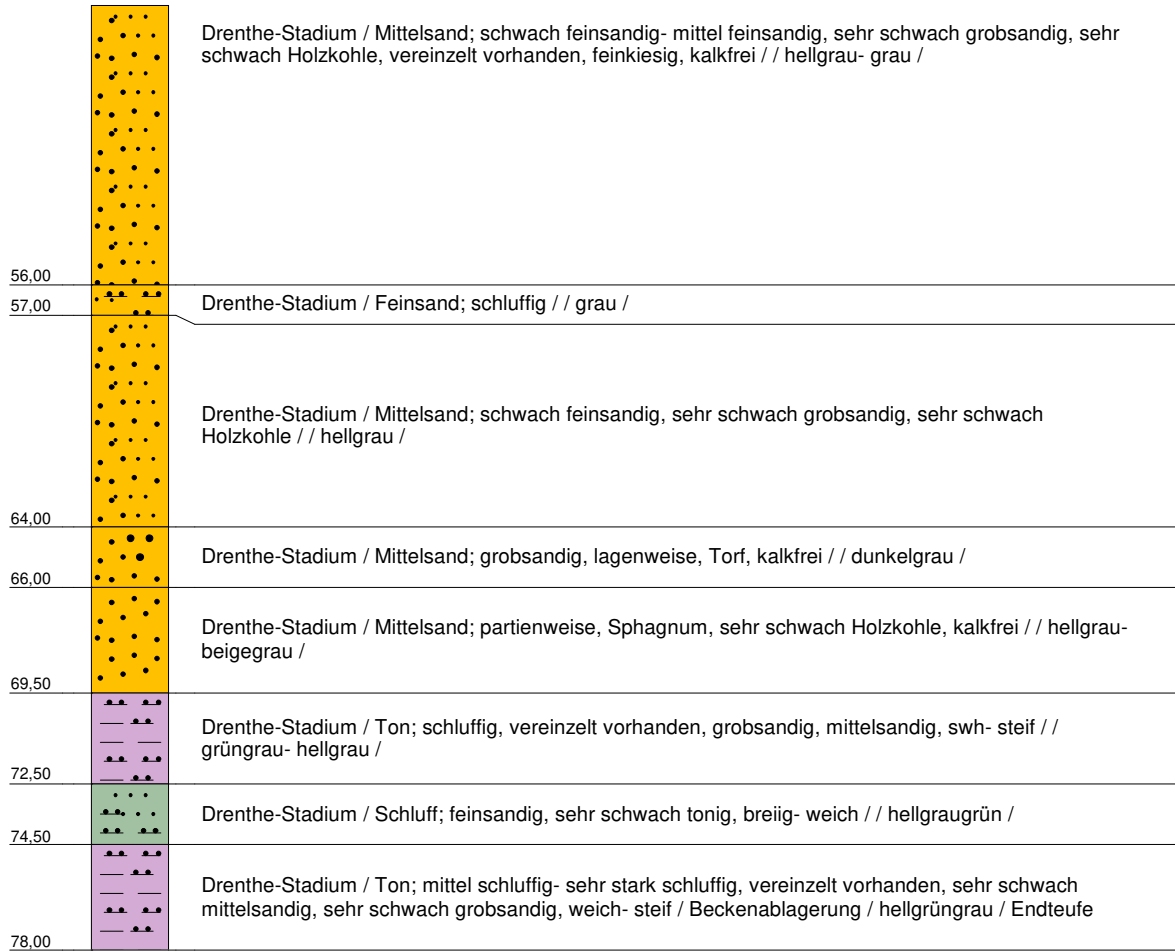 Drenthe-Stadium / Mittelsand; schwach feinsandig- mittel feinsandig, sehr schwach grobsandig, sehr
schwach Holzkohle, vereinzelt vorhanden, feinkiesig, kalkfrei / / hellgrau- grau /
56,00
Drenthe-Stadium / Feinsand; schluffig / / grau /
57,00
Drenthe-Stadium / Mittelsand; schwach feinsandig, sehr schwach grobsandig, sehr schwach
Holzkohle / / hellgrau /
64,00
Drenthe-Stadium / Mittelsand; grobsandig, lagenweise, Torf, kalkfrei / / dunkelgrau /
66,00
Drenthe-Stadium / Mittelsand; partienweise, Sphagnum, sehr schwach Holzkohle, kalkfrei / / hellgrau-
beigegrau /
69,50
Drenthe-Stadium / Ton; schluffig, vereinzelt vorhanden, grobsandig, mittelsandig, swh- steif / /
grüngrau- hellgrau /
72,50
Drenthe-Stadium / Schluff; feinsandig, sehr schwach tonig, breiig- weich / / hellgraugrün /
74,50
Drenthe-Stadium / Ton; mittel schluffig- sehr stark schluffig, vereinzelt vorhanden, sehr schwach
mittelsandig, sehr schwach grobsandig, weich- steif / Beckenablagerung / hellgrüngrau / Endteufe
78,00